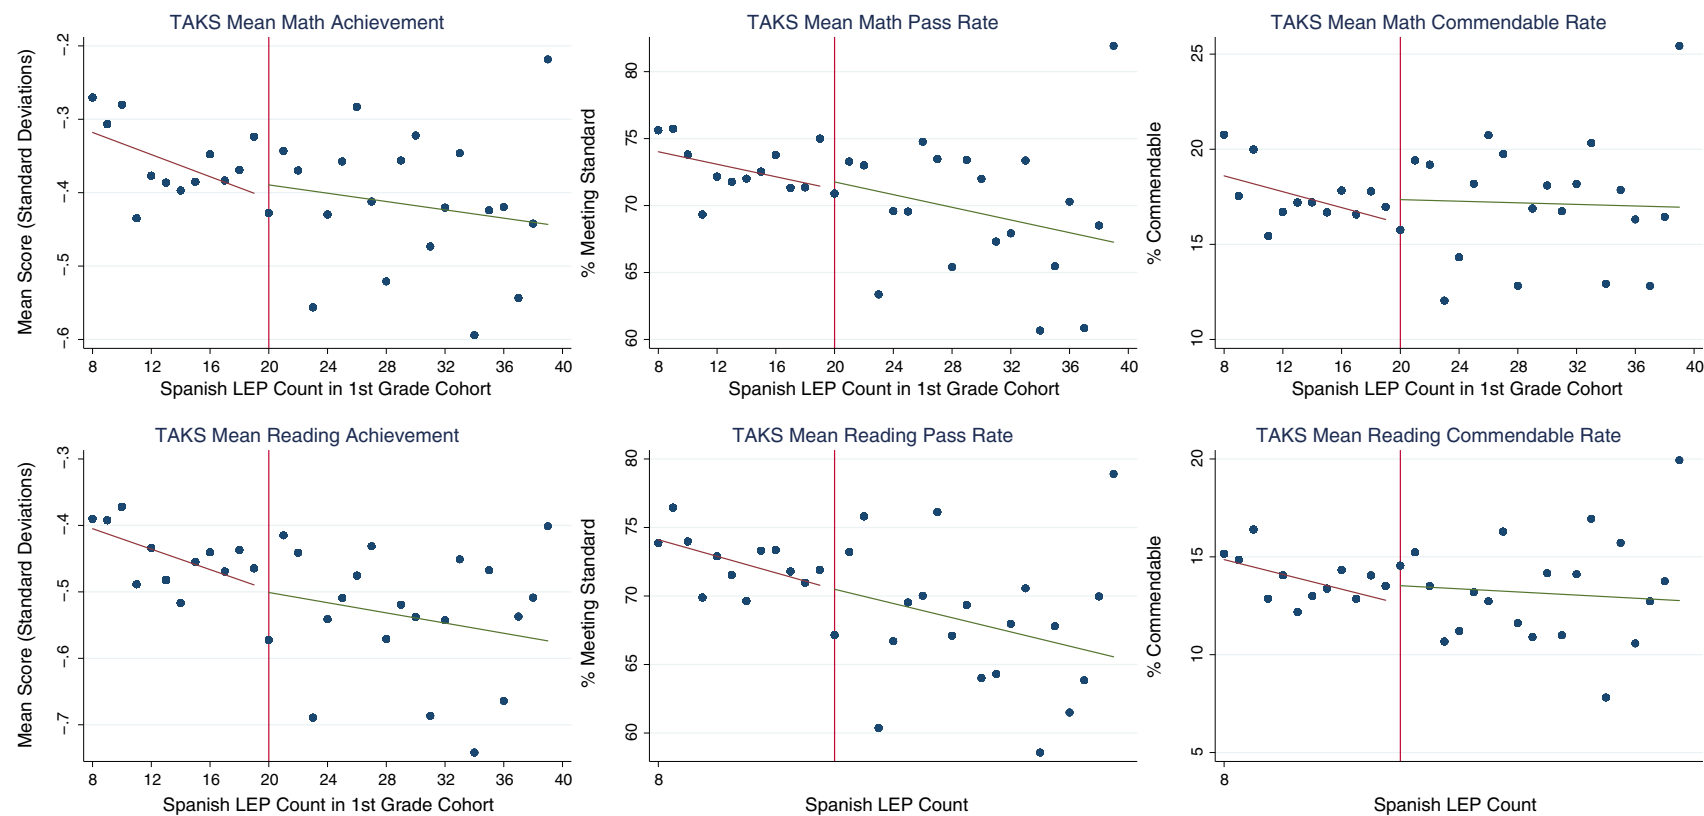 TAKS Mean Math Achievement
Mean Score (Standard Deviations)
-.2
-.3
-.4
-.5
-.6
8 12 16 20 24 28 32 36 40
Spanish LEP Count in 1st Grade Cohort
TAKS Mean Math Pass Rate
% Meeting Standard
80
75
70
65
60
8 12 16 20 24 28 32 36 40
Spanish LEP Count in 1st Grade Cohort
TAKS Mean Math Commendable Rate
% Commendable
25
20
15
10
8 12 16 20 24 28 32 36 40
Spanish LEP Count in 1st Grade Cohort
TAKS Mean Reading Achievement
Mean Score (Standard Deviations)
-.3
-.4
-.5
-.6
-.7
8 12 16 20 24 28 32 36 40
Spanish LEP Count in 1st Grade Cohort
TAKS Mean Reading Pass Rate
% Meeting Standard
80
75
70
65
60
8
Spanish LEP Count
TAKS Mean Reading Commendable Rate
% Commendable
20
15
10
5
8
Spanish LEP Count